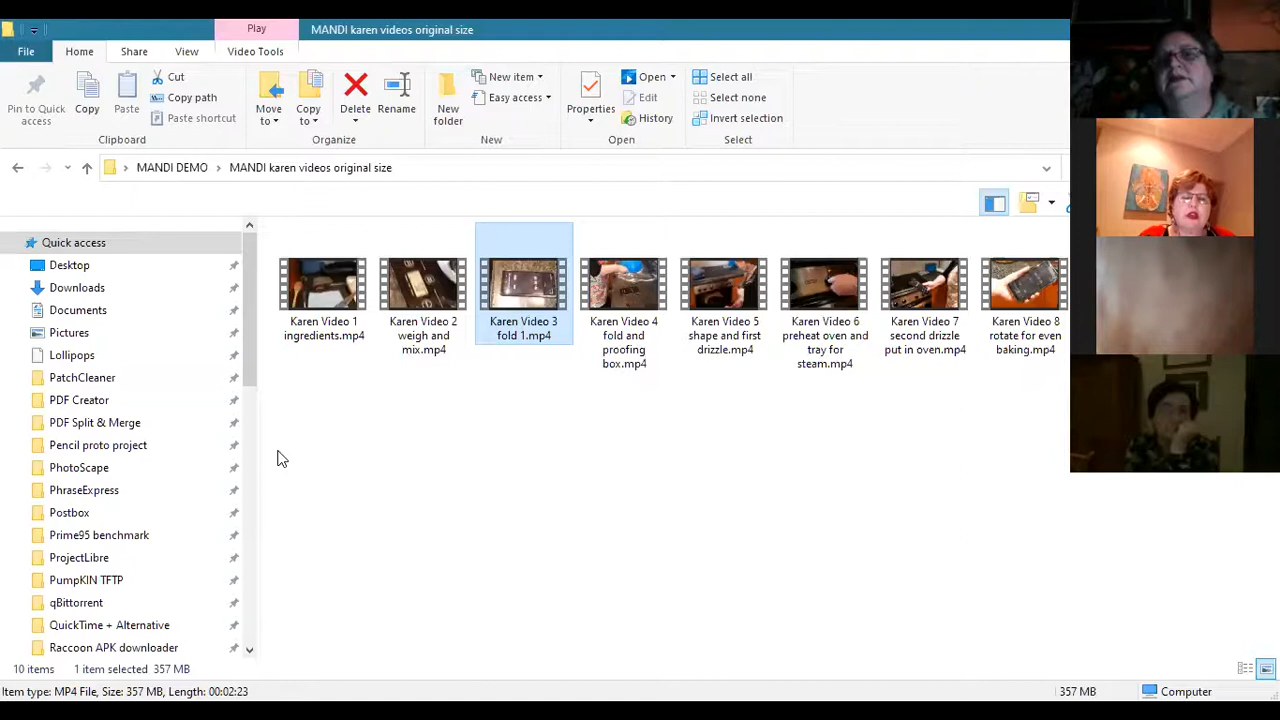 Play
MANDI karen videos original size
File
Home
Share
View
Video Tools
Pin to Quick
access
Copy
Paste
Cut
Copy path
Paste shortcut
Clipboard
Move
to
Copy
to
Delete
Rename
Organize
New
folder
New item
Easy access
New
Properties
Open
Edit
History
Open
Select all
Select none
Invert selection
Select
MANDI DEMO
MANDI karen videos original size
Quick access
Desktop
Downloads
Documents
Pictures
Lollipops
PatchCleaner
PDF Creator
PDF Split & Merge
Pencil proto project
PhotoScape
PhraseExpress
Postbox
Prime95 benchmark
ProjectLibre
PumpKIN TFTP
qBittorrent
QuickTime + Alternative
Raccoon APK downloader
Karen Video 1
ingredients.mp4
Karen Video 2
weigh and
mix.mp4
Karen Video 3
fold 1.mp4
Karen Video 4
fold and
proofing
box.mp4
Karen Video 5
shape and first
drizzle.mp4
Karen Video 6
preheat oven and
tray for
steam.mp4
Karen Video 7
second drizzle
put in oven.mp4
Karen Video 8
rotate for even
baking.mp4
10 items
1 item selected 357 MB
Item type: MP4 File, Size: 357 MB, Length: 00:02:23
357 MB
Computer